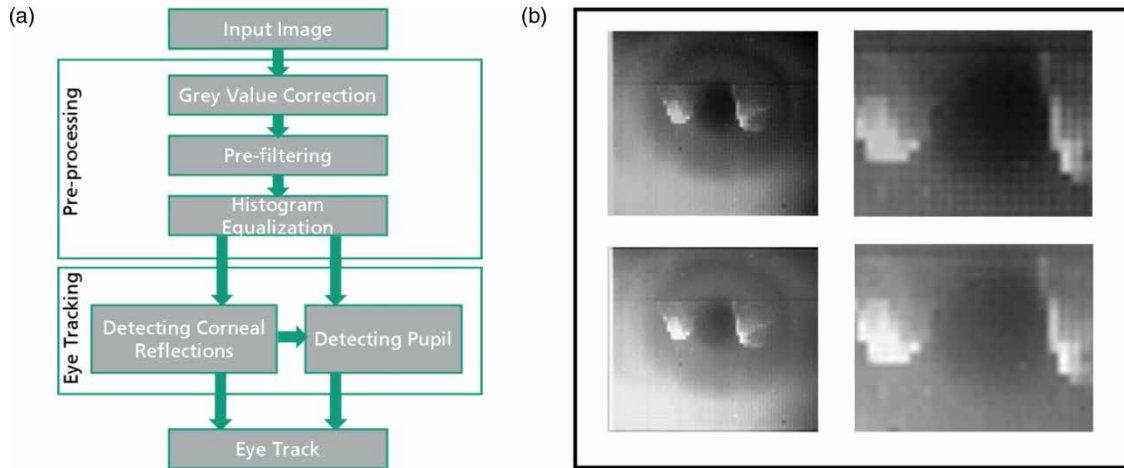 (a)
Input Image
Pre-processing
Grey Value Correction
Pre-filtering
Histogram
Equalization
Eye Tracking
Detecting Corneal
Reflections
Detecting Pupil
Eye Track
(b)